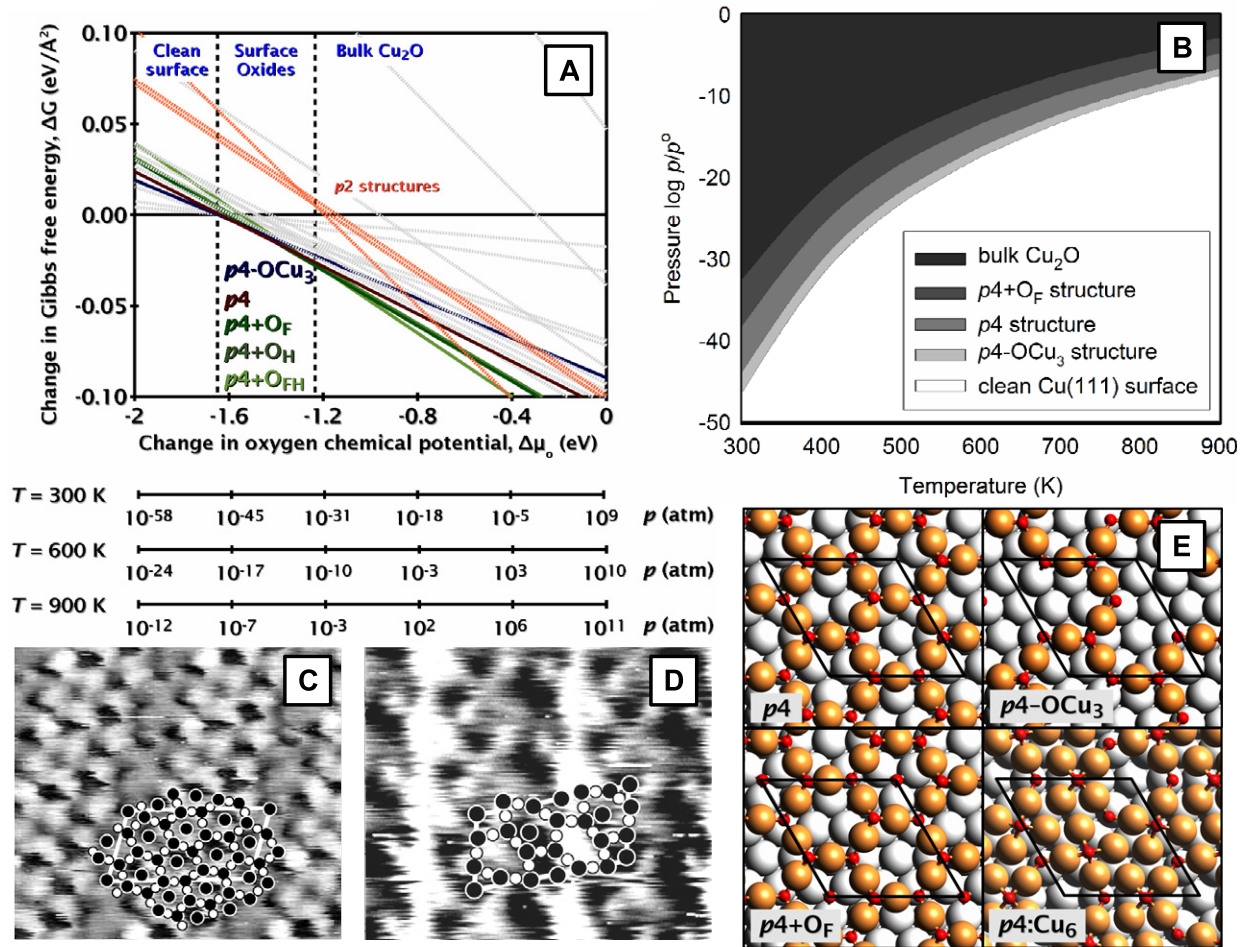 A
0.10
0.05
0.00
-0.05
-0.10
Change in Gibbs free energy, ΔG (eV/Å²)
Clean surface
Surface Oxides
Bulk Cu₂O
p2 structures
p4-OCu₃
p4
p4+O_F
p4+O_H
p4+O_FH
-2 -1.6 -1.2 -0.8 -0.4 0
Change in oxygen chemical potential, Δμₒ (eV)
T = 300 K
10⁻⁵⁸ 10⁻⁴⁵ 10⁻³¹ 10⁻¹⁸ 10⁻⁵ 10⁹ p (atm)
T = 600 K
10⁻²⁴ 10⁻¹⁷ 10⁻¹⁰ 10⁻³ 10³ 10¹⁰ p (atm)
T = 900 K
10⁻¹² 10⁻⁷ 10⁻³ 10² 10⁶ 10¹¹ p (atm)
B
0
-10
-20
-30
-40
-50
Pressure log p/pᵒ
bulk Cu₂O
p4+O_F structure
p4 structure
p4-OCu₃ structure
clean Cu(111) surface
300 400 500 600 700 800 900
Temperature (K)
C
D
E
p4
p4-OCu₃
p4+O_F
p4:Cu₆